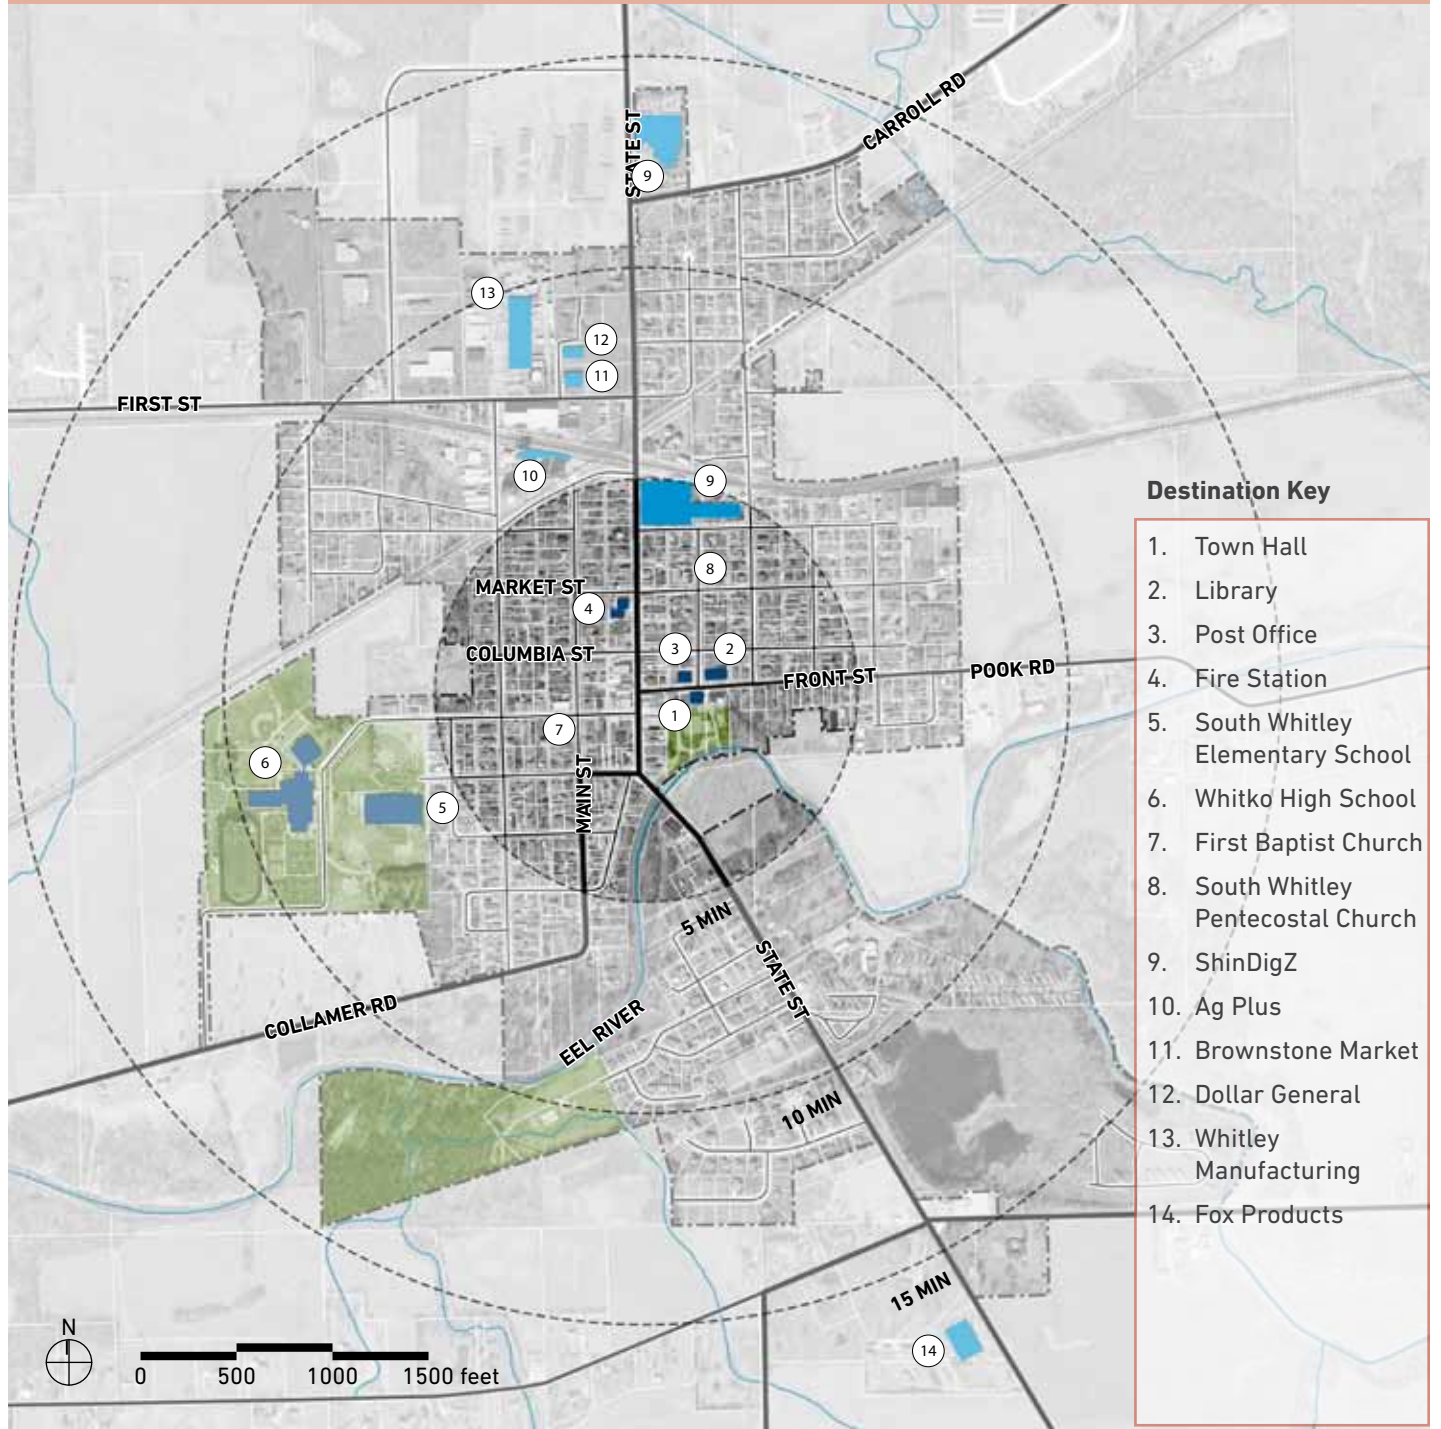 STATE ST
CARROLL RD
9
13
12
11
FIRST ST
10
9
8
MARKET ST
4
COLUMBIA ST
3
2
FRONT ST
POOK RD
1
7
6
MAIN ST
5
5 MIN
STATE ST
COLLAMER RD
EEL RIVER
10 MIN
15 MIN
14
N
0 500 1000 1500 feet
Destination Key
1. Town Hall
2. Library
3. Post Office
4. Fire Station
5. South Whitley
Elementary School
6. Whitko High School
7. First Baptist Church
8. South Whitley
Pentecostal Church
9. ShinDigZ
10. Ag Plus
11. Brownstone Market
12. Dollar General
13. Whitley
Manufacturing
14. Fox Products